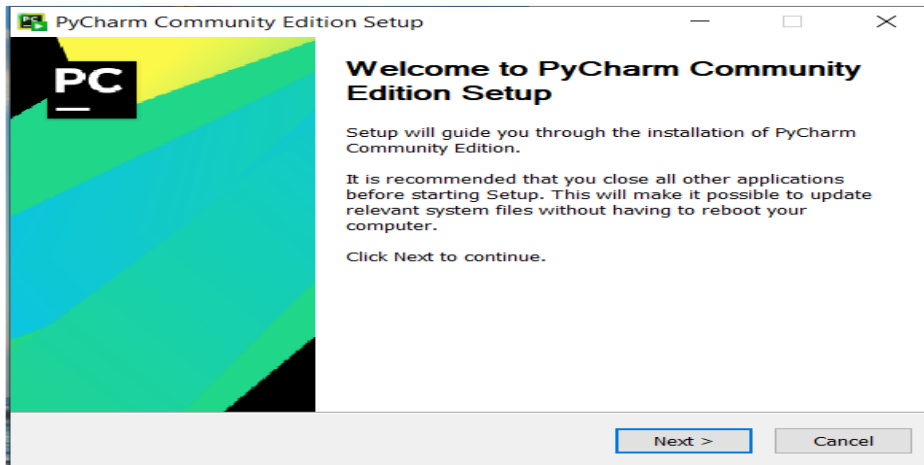 PyCharm Community Edition Setup
PC
Welcome to PyCharm Community
Edition Setup
Setup will guide you through the installation of PyCharm
Community Edition.
It is recommended that you close all other applications
before starting Setup. This will make it possible to update
relevant system files without having to reboot your
computer.
Click Next to continue.
Next >
Cancel